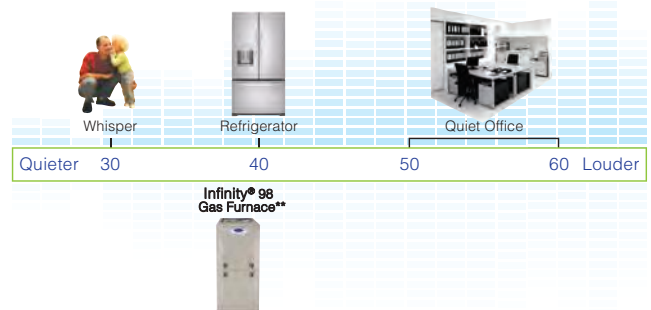 Whisper Refrigerator Quiet Office
Quieter 30 40 50 60 Louder
Infinity® 98
Gas Furnace**